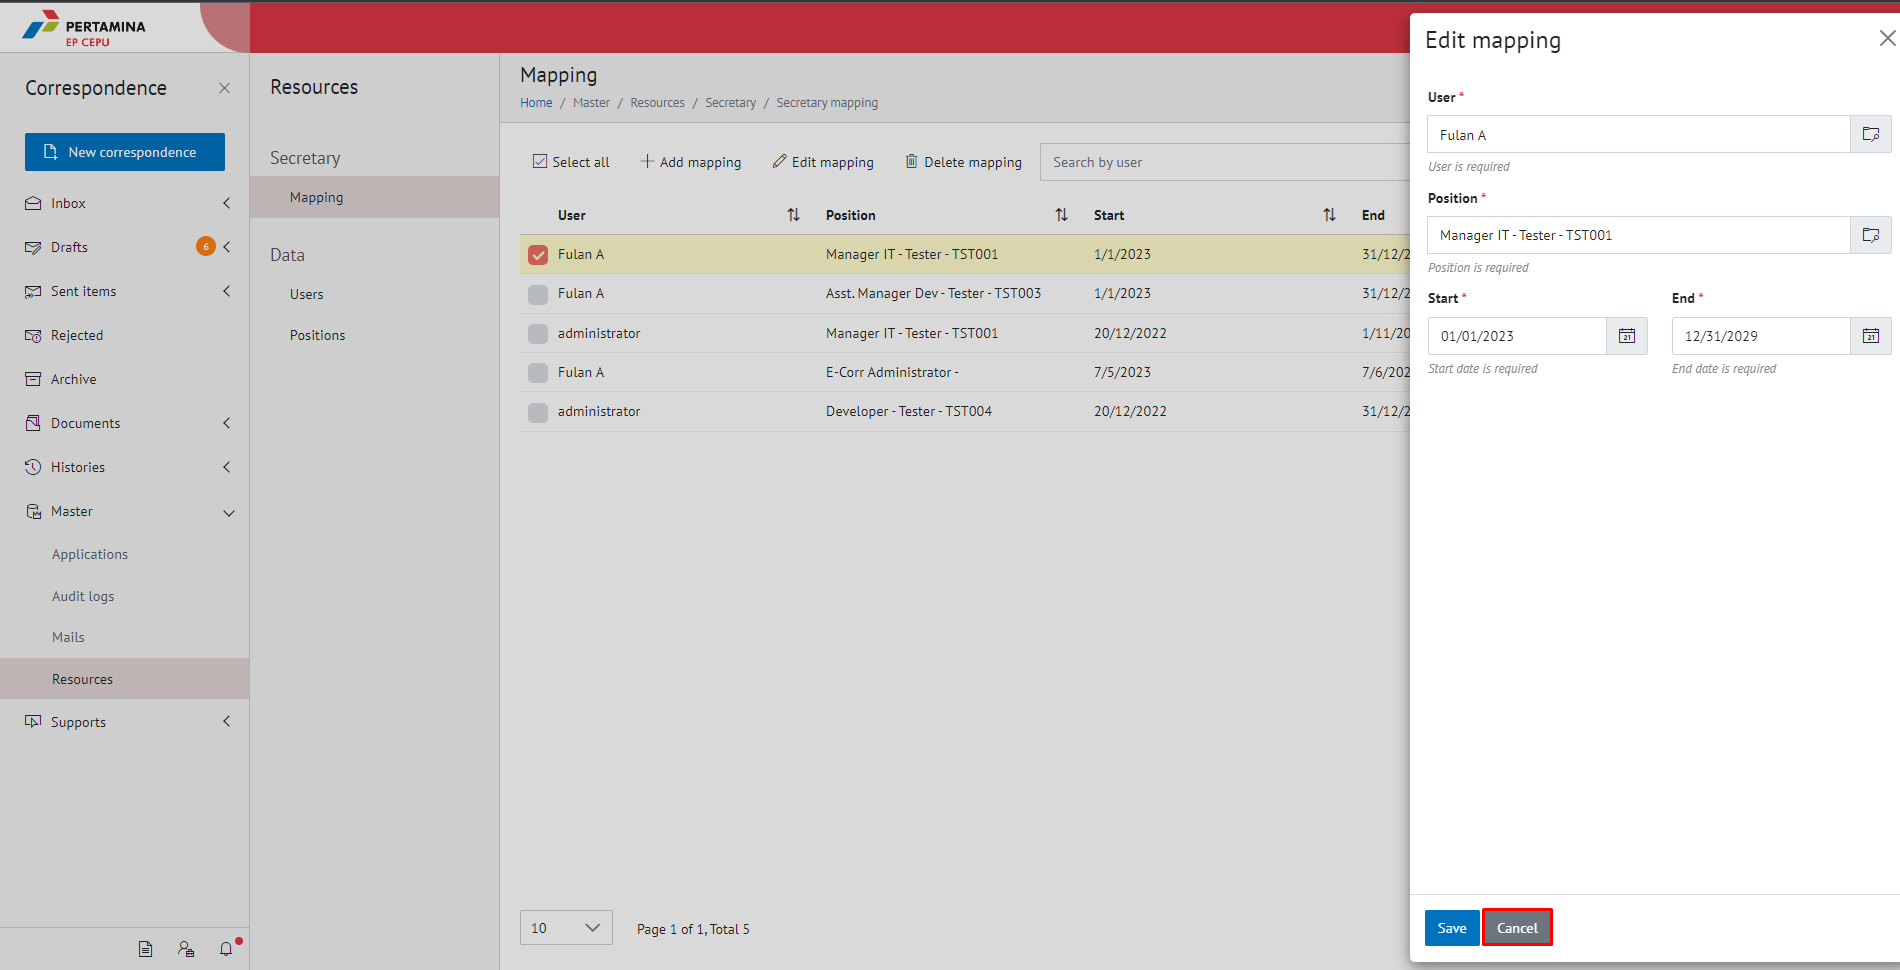 PERTAMINA
EP CEPU
Correspondence
New correspondence
Inbox
Drafts
6
Sent items
Rejected
Archive
Documents
Histories
Master
Applications
Audit logs
Mails
Resources
Supports
Resources
Secretary
Mapping
Data
Users
Positions
Mapping
Home / Master / Resources / Secretary / Secretary mapping
Select all Add mapping Edit mapping Delete mapping Search by user
User Position Start End
Fulan A Manager IT - Tester - TST001 1/1/2023 31/12/2
Fulan A Asst. Manager Dev - Tester - TST003 1/1/2023 31/12/2
administrator Manager IT - Tester - TST001 20/12/2022 1/11/20
Fulan A E-Corr Administrator - 7/5/2023 7/6/202
administrator Developer - Tester - TST004 20/12/2022 31/12/2
10 Page 1 of 1, Total 5
Edit mapping
User *
Fulan A
User is required
Position *
Manager IT - Tester - TST001
Position is required
Start * End *
01/01/2023 21 12/31/2029 21
Start date is required End date is required
Save Cancel